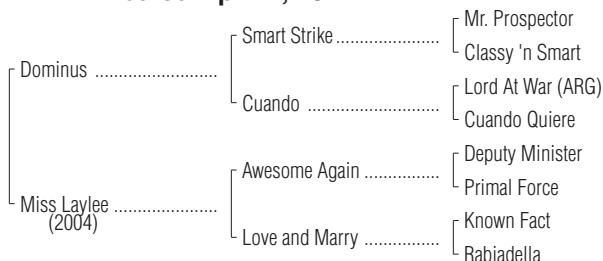 Mr. Prospector
Smart Strike ........................
Classy 'n Smart
Dominus ............................
Lord At War (ARG)
Cuando ..............................
Cuando Quiere
Deputy Minister
Awesome Again .................
Primal Force
Miss Laylee ........................
(2004)
Known Fact
Love and Marry .................
Rabiadella